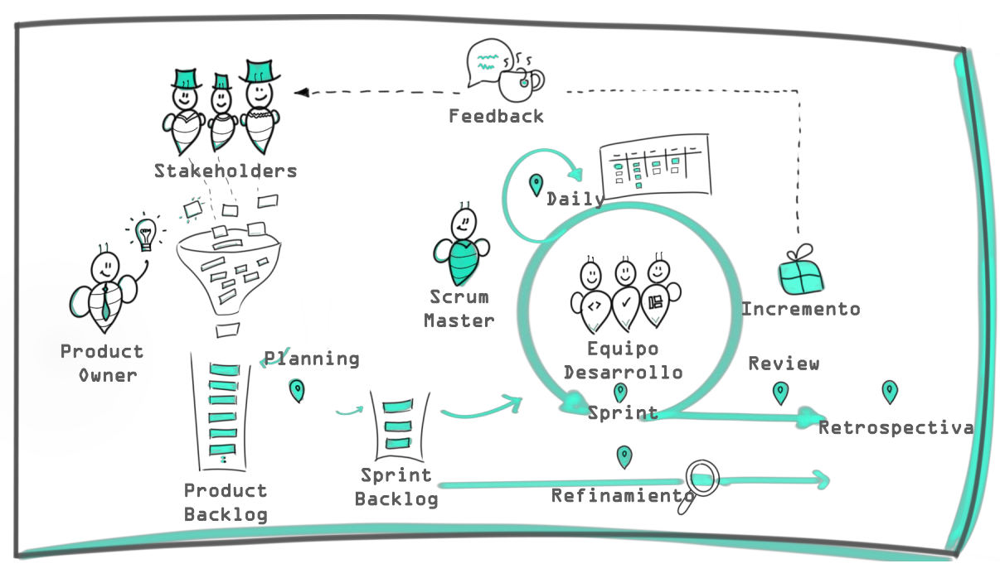 Feedback
Stakeholders
Daily
Scrum
Master
Incremento
Product
Owner
Planning
Equipo
Desarrollo
Review
Sprint
Retrospectiva
Sprint
Backlog
Product
Backlog
Refinamiento